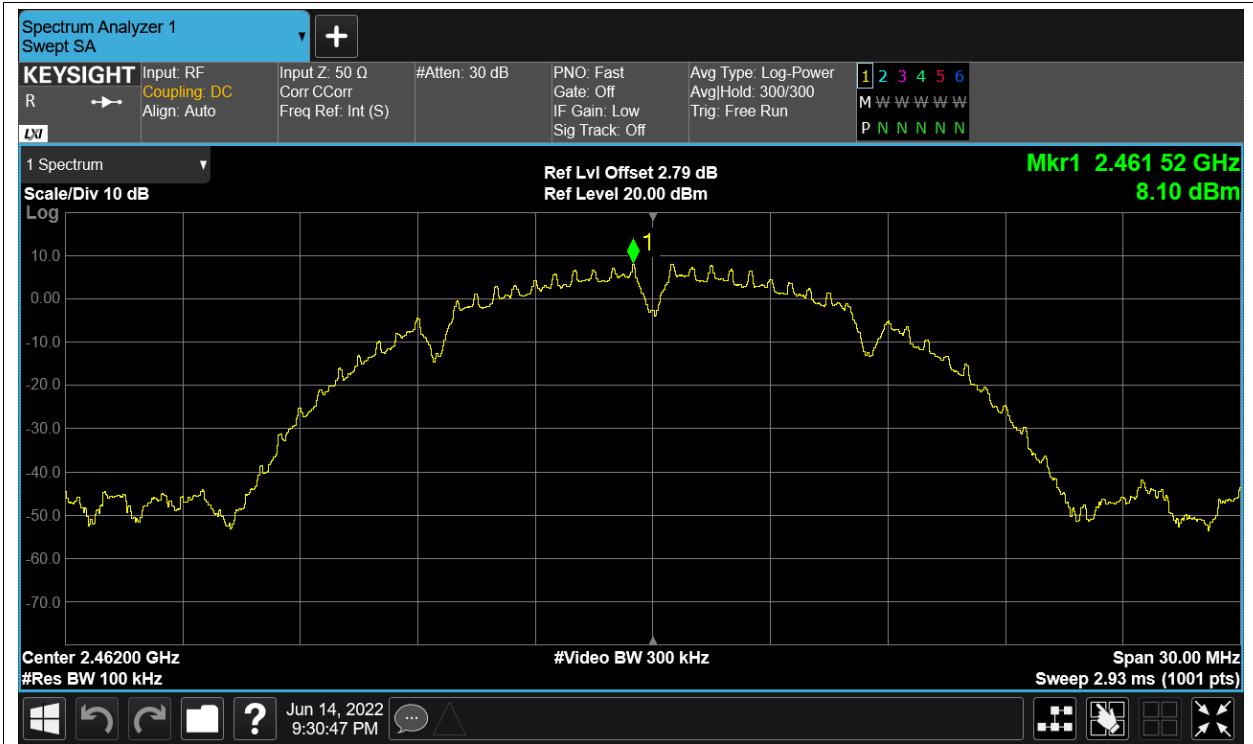 Spectrum Analyzer 1
Swept SA
KEYSIGHT
R
LXI
Input: RF
Coupling: DC
Align: Auto
Input Z: 50 Ω
Corr CCorr
Freq Ref: Int (S)
#Atten: 30 dB
PNO: Fast
Gate: Off
IF Gain: Low
Sig Track: Off
Avg Type: Log-Power
Avg|Hold: 300/300
Trig: Free Run
1 2 3 4 5 6
M W W W W W
P N N N N N
1 Spectrum
Scale/Div 10 dB
Log
Ref Lvl Offset 2.79 dB
Ref Level 20.00 dBm
Mkr1 2.461 52 GHz
8.10 dBm
1
10.0
0.00
-10.0
-20.0
-30.0
-40.0
-50.0
-60.0
-70.0
Center 2.46200 GHz
#Res BW 100 kHz
#Video BW 300 kHz
Span 30.00 MHz
Sweep 2.93 ms (1001 pts)
?
Jun 14, 2022
9:30:47 PM